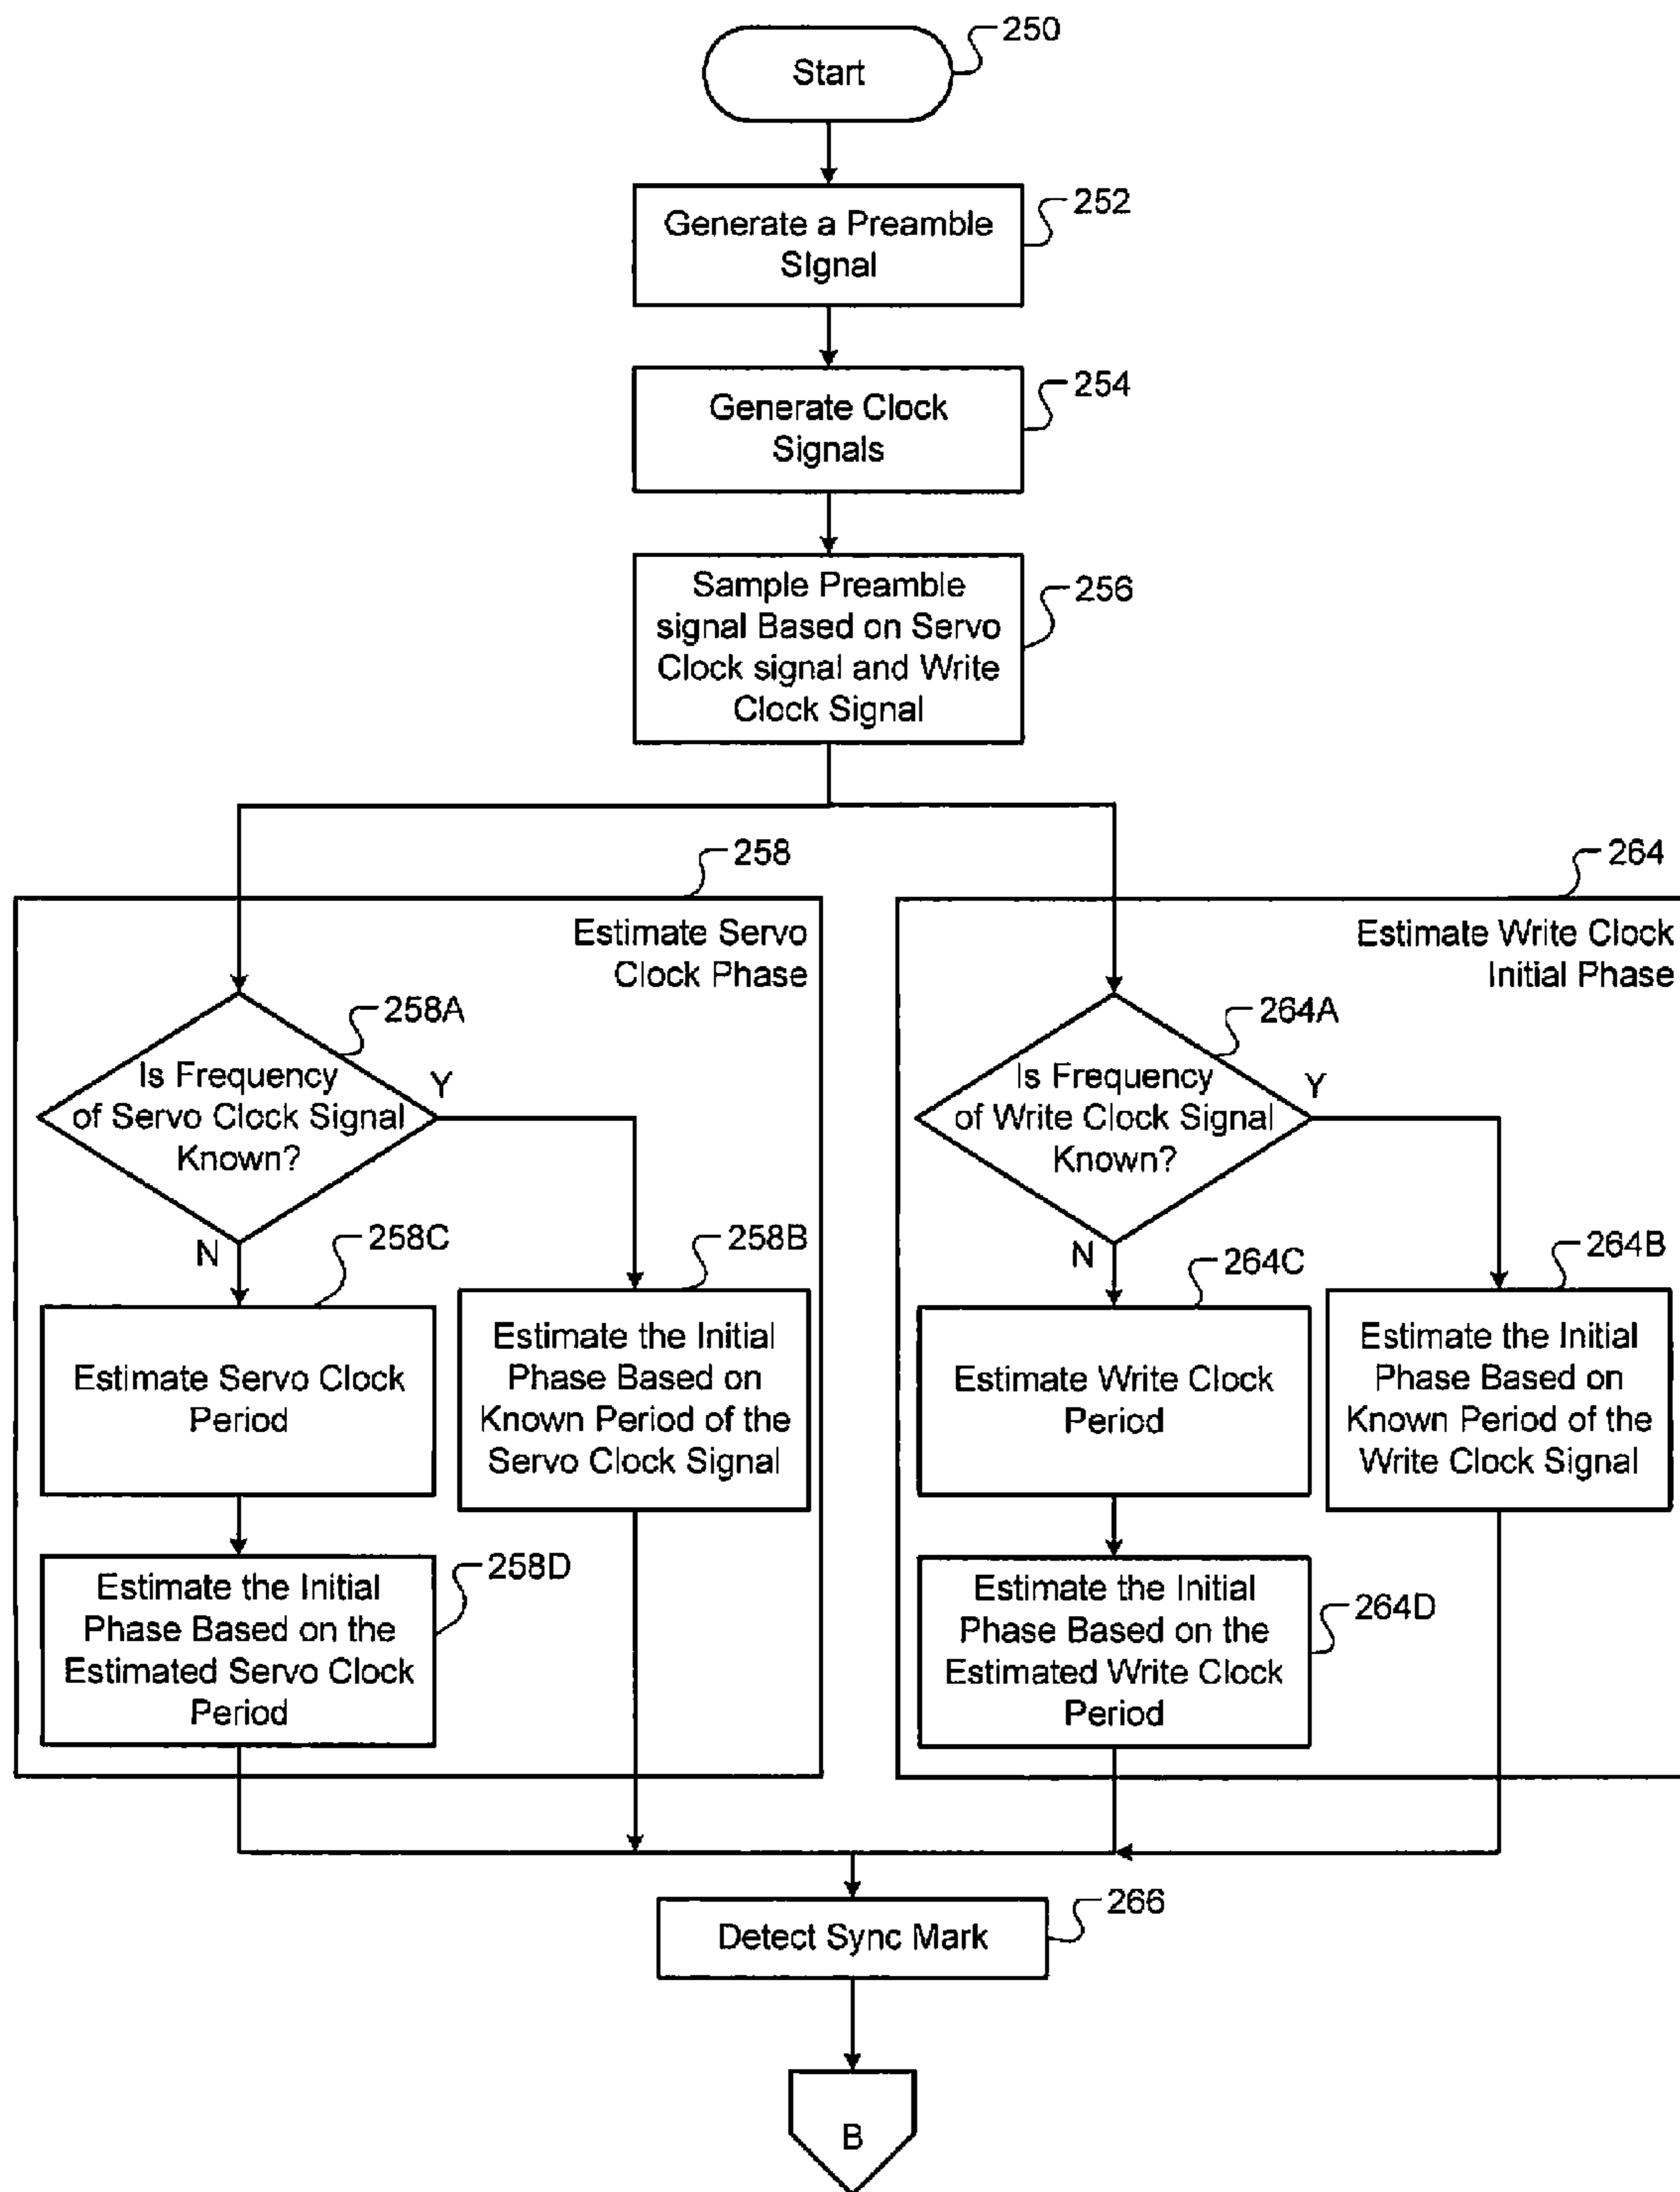 250
Start
252
Generate a Preamble
SIgnal
254
Generate Clock
Signals
256
Sample Preamble
signal Based on Servo
Clock signal and Write
Clock Signal
258
Estimate Servo
Clock Phase
258A
Is Frequency
of Servo Clock Signal
Known?
Y
N
258C
Estimate Servo Clock
Period
258B
Estimate the Initial
Phase Based on
Known Period of the
Servo Clock Signal
258D
Estimate the Initial
Phase Based on the
Estimated Servo Clock
Period
264
Estimate Write Clock
Initial Phase
264A
Is Frequency
of Write Clock Signal
Known?
Y
N
264C
Estimate Write Clock
Period
264B
Estimate the Initial
Phase Based on
Known Period of the
Write Clock Signal
264D
Estimate the Initial
Phase Based on the
Estimated Write Clock
Period
266
Detect Sync Mark
B